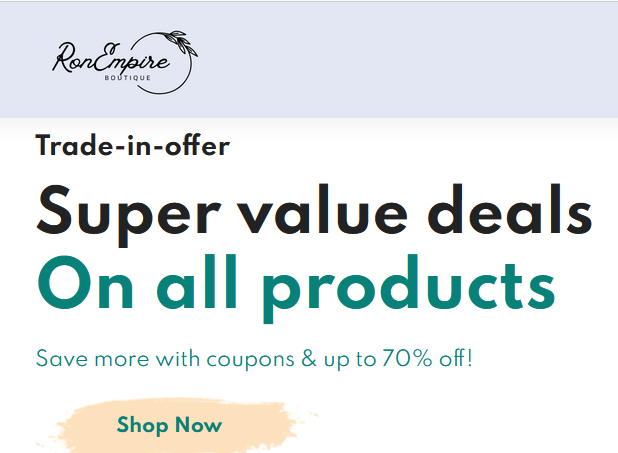 RonEmpire
BOUTIQUE
Trade-in-offer
Super value deals
On all products
Save more with coupons & up to 70% off!
Shop Now